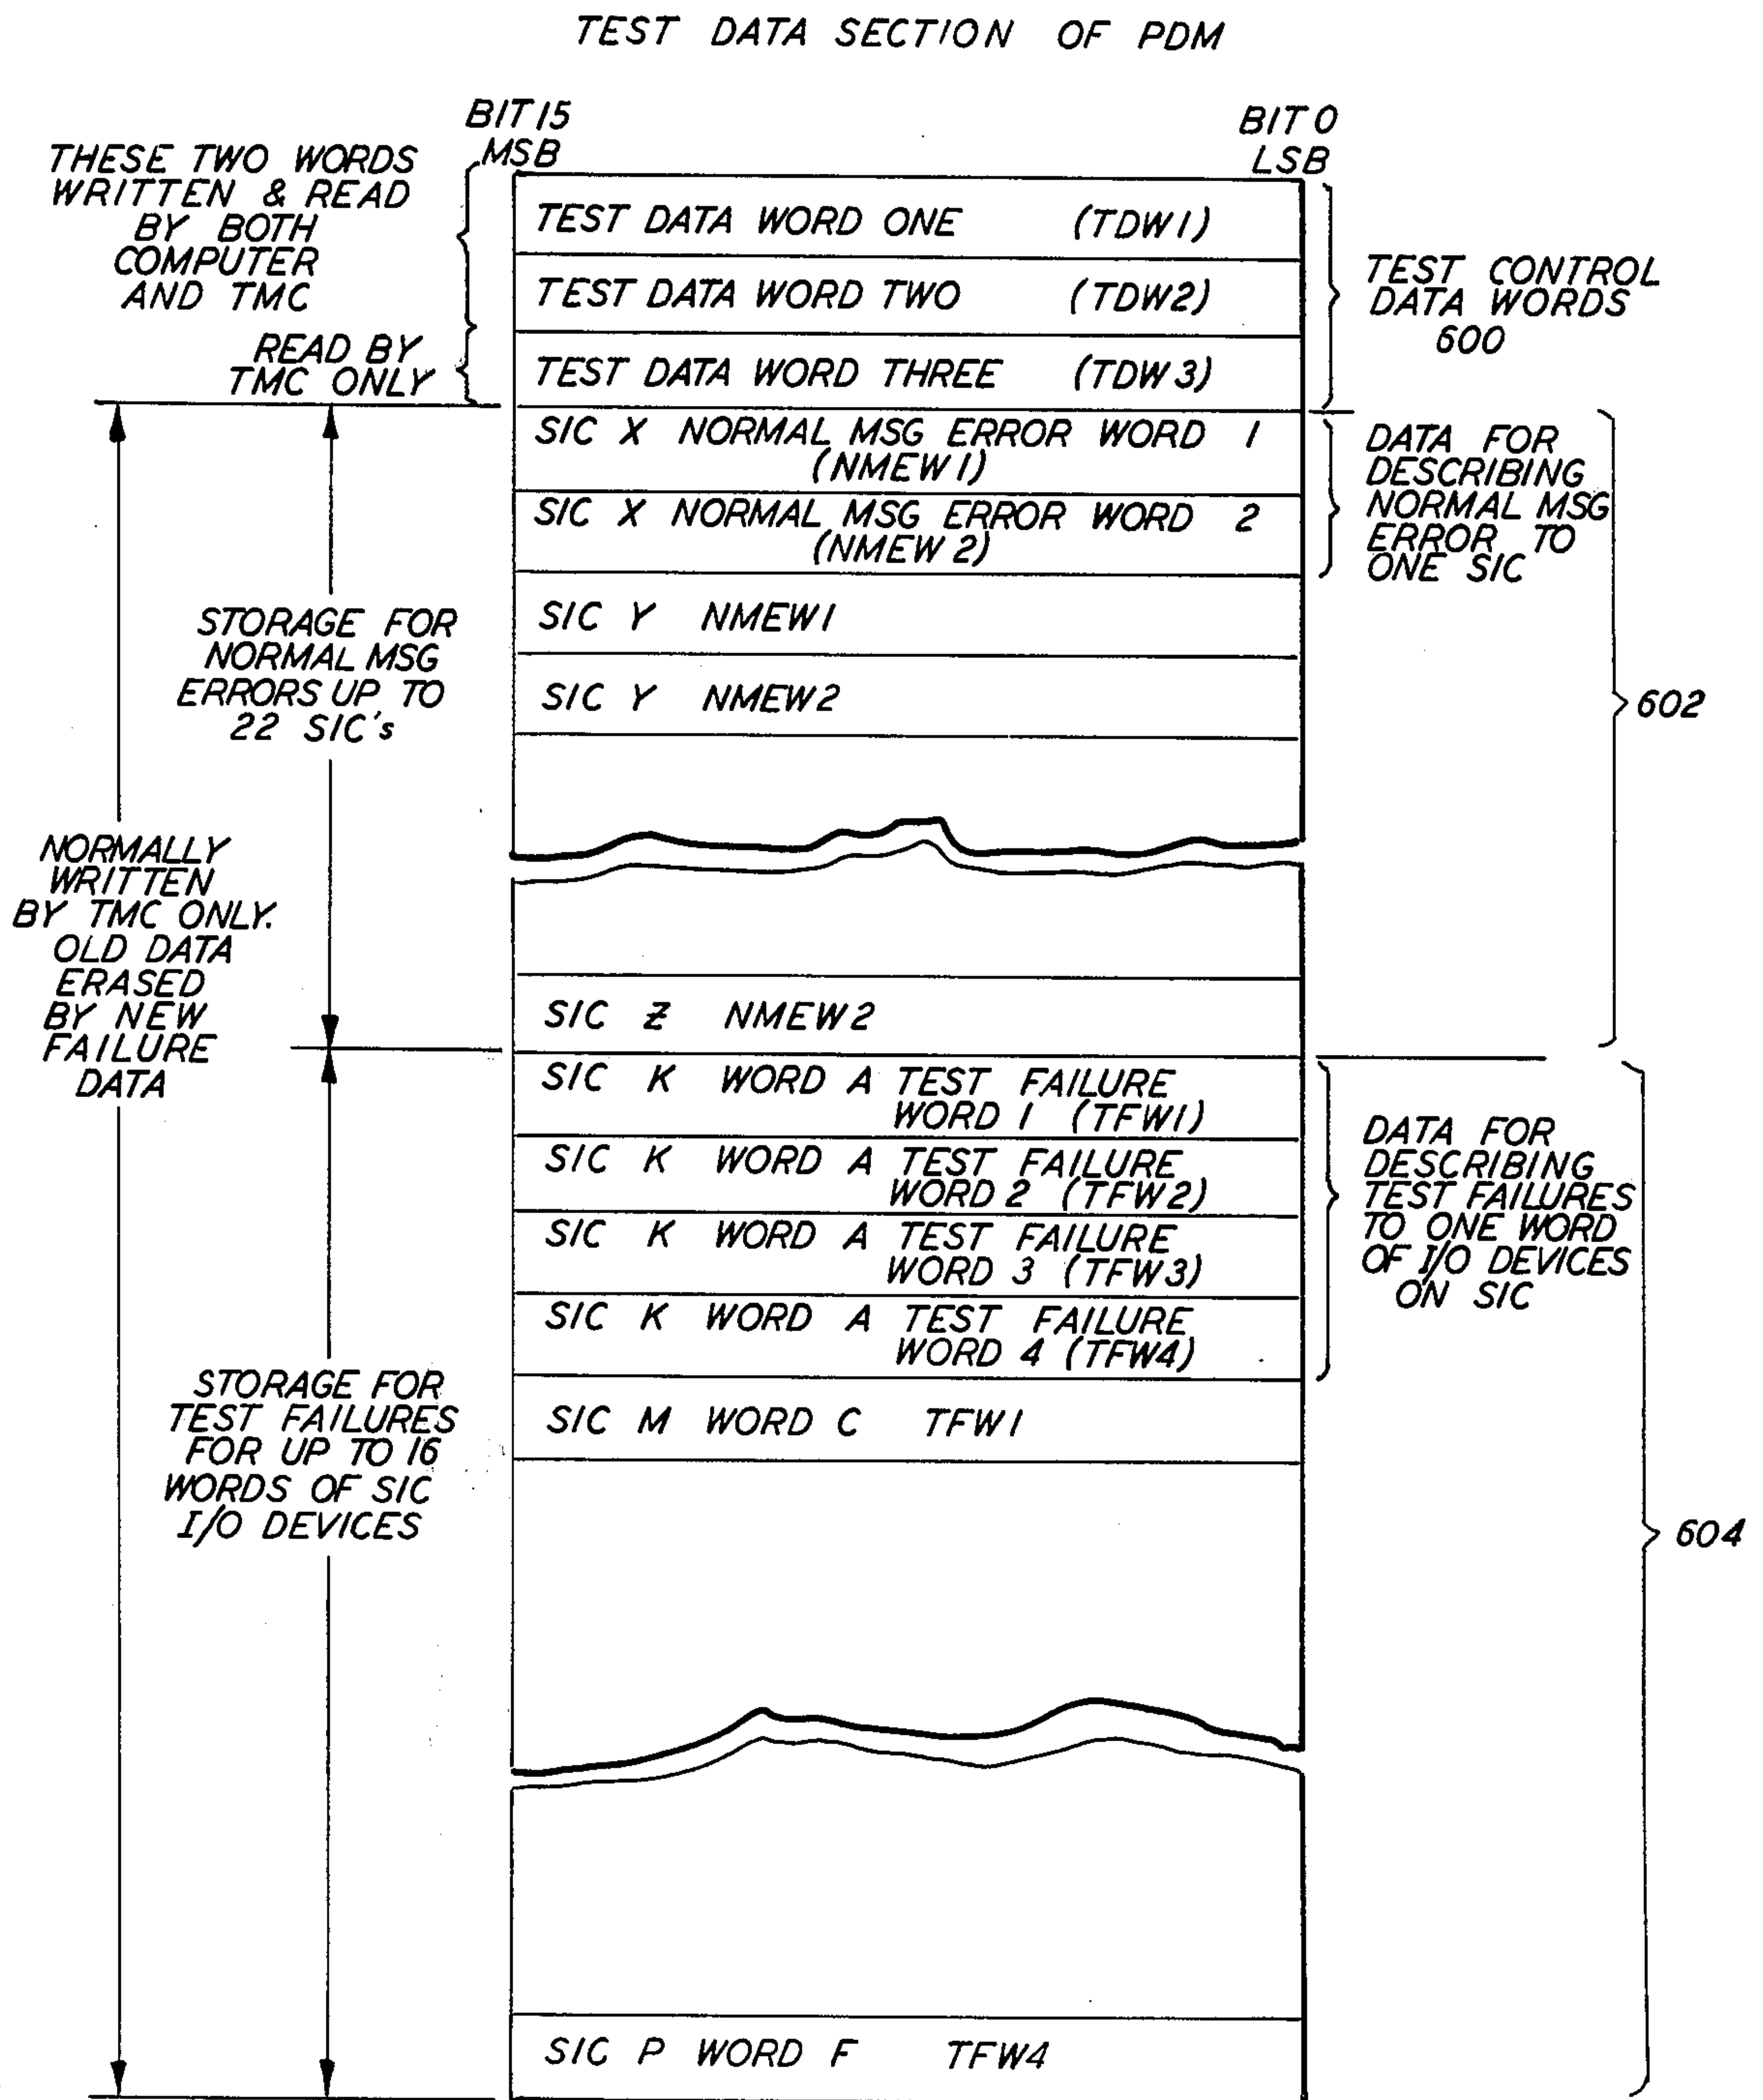 TEST DATA SECTION OF PDM
BIT 15
MSB
BIT 0
LSB
THESE TWO WORDS
WRITTEN & READ
BY BOTH
COMPUTER
AND TMC
READ BY
TMC ONLY
TEST DATA WORD ONE (TDW1)
TEST DATA WORD TWO (TDW2)
TEST DATA WORD THREE (TDW3)
TEST CONTROL
DATA WORDS
600
SIC X NORMAL MSG ERROR WORD 1
(NMEW1)
SIC X NORMAL MSG ERROR WORD 2
(NMEW2)
SIC Y NMEW1
SIC Y NMEW2
SIC Z NMEW2
DATA FOR
DESCRIBING
NORMAL MSG
ERROR TO
ONE SIC
602
STORAGE FOR
NORMAL MSG
ERRORS UP TO
22 SIC's
NORMALLY
WRITTEN
BY TMC ONLY.
OLD DATA
ERASED
BY NEW
FAILURE
DATA
SIC K WORD A TEST FAILURE
WORD 1 (TFW1)
SIC K WORD A TEST FAILURE
WORD 2 (TFW2)
SIC K WORD A TEST FAILURE
WORD 3 (TFW3)
SIC K WORD A TEST FAILURE
WORD 4 (TFW4)
SIC M WORD C TFW1
SIC P WORD F TFW4
DATA FOR
DESCRIBING
TEST FAILURES
TO ONE WORD
OF I/O DEVICES
ON SIC
604
STORAGE FOR
TEST FAILURES
FOR UP TO 16
WORDS OF SIC
I/O DEVICES